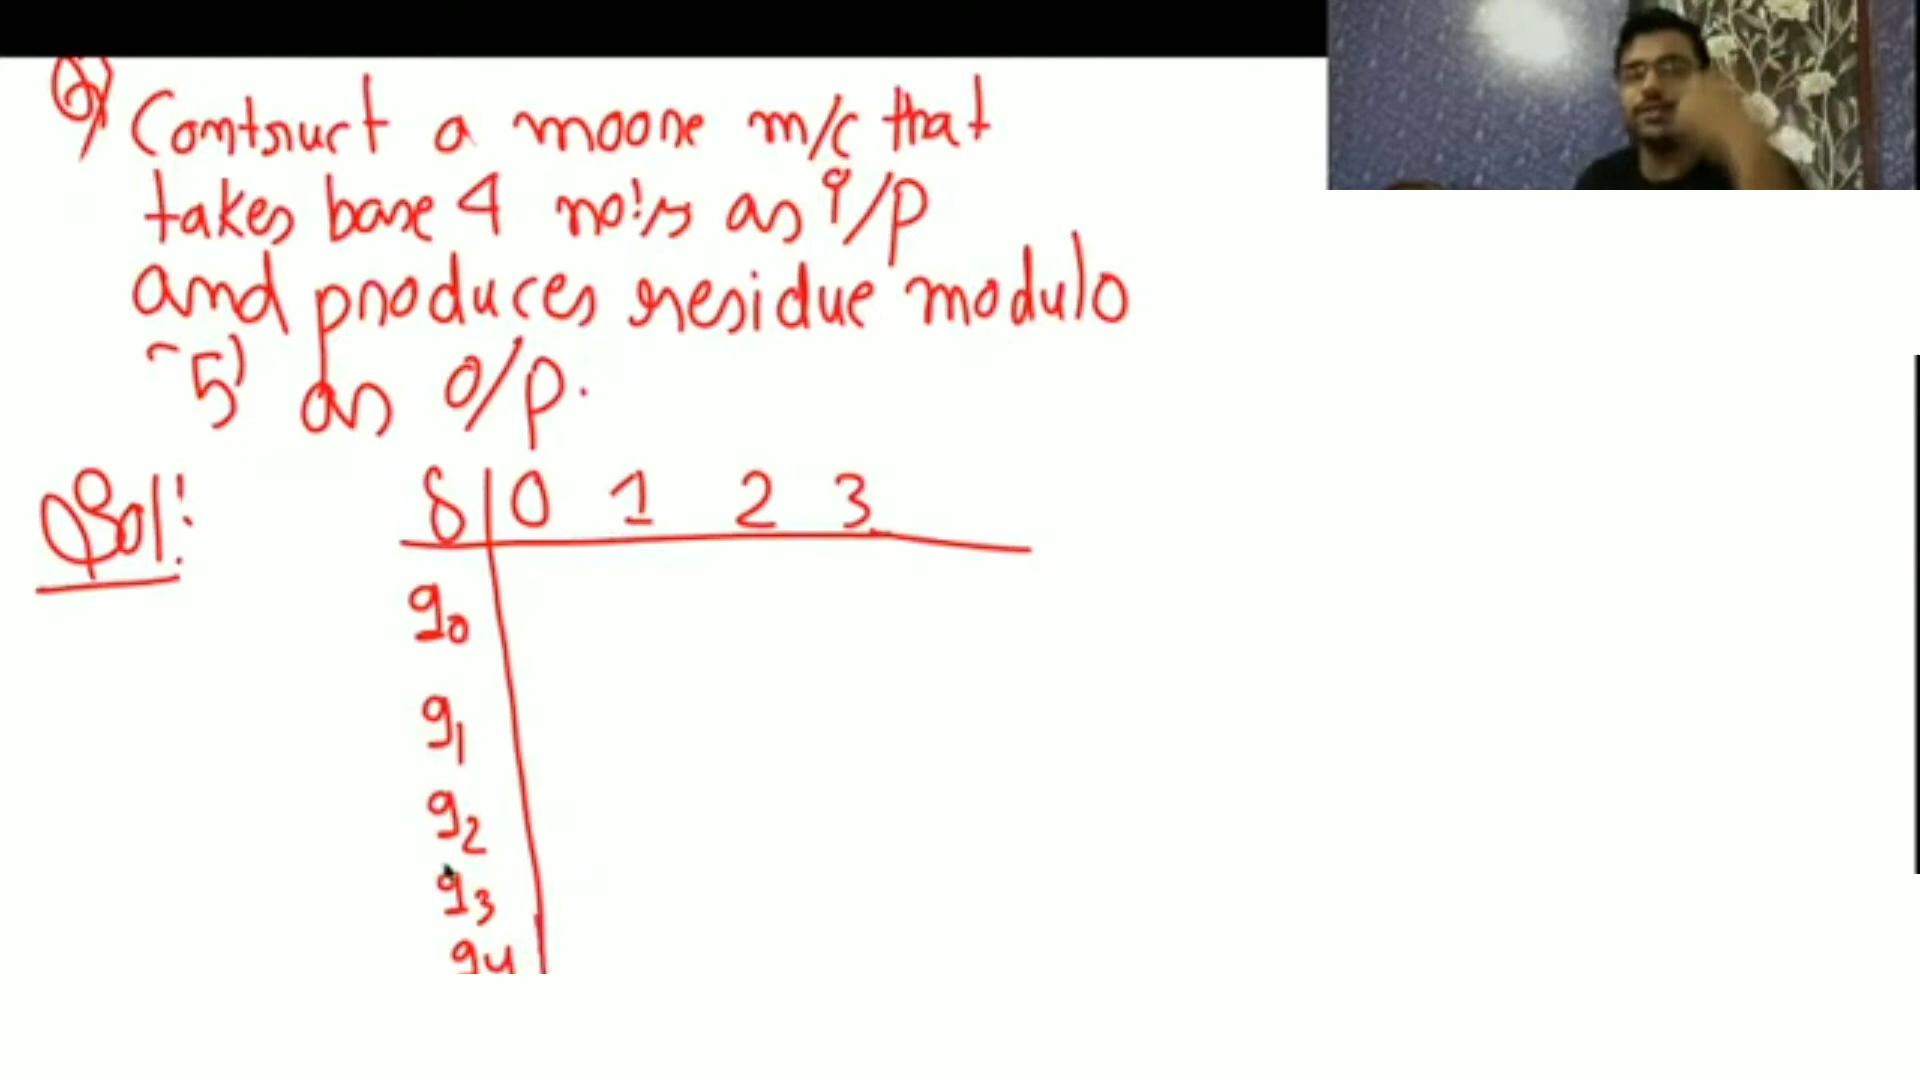 Q) Contsruct a moore m/c that
takes base 4 no's as i/p
and produces residue modulo
'5' as o/p.
Sol:
δ 0 1 2 3
q0
q1
q2
q3
q4